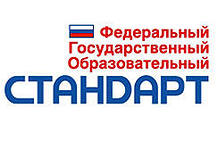 Федеральный
Государственный
Образовательный
СТАНДАРТ